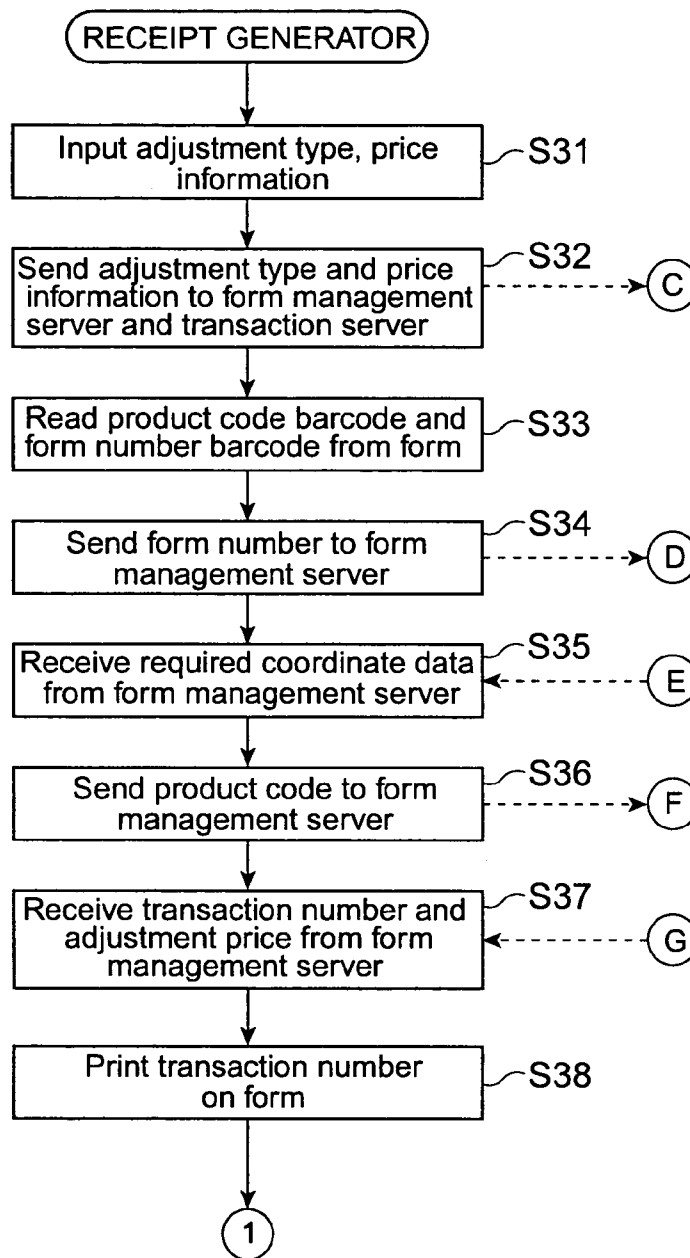 RECEIPT GENERATOR
Input adjustment type, price
information
S31
Send adjustment type and price
information to form management
server and transaction server
S32
C
Read product code barcode and
form number barcode from form
S33
Send form number to form
management server
S34
D
Receive required coordinate data
from form management server
S35
E
Send product code to form
management server
S36
F
Receive transaction number and
adjustment price from form
management server
S37
G
Print transaction number
on form
S38
1